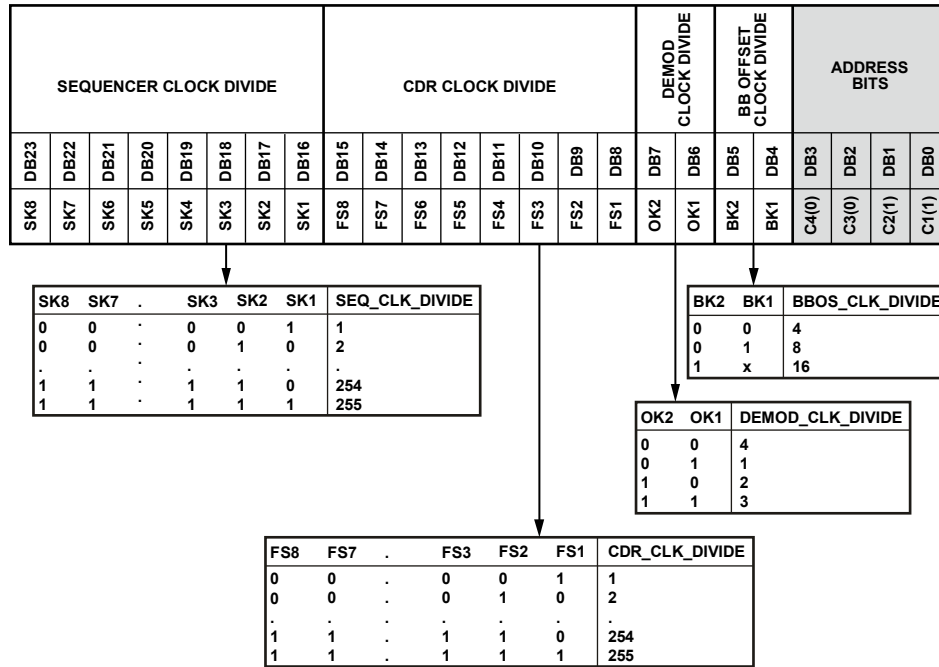 SEQUENCER CLOCK DIVIDE
CDR CLOCK DIVIDE
DEMOD
CLOCK DIVIDE
BB OFFSET
CLOCK DIVIDE
ADDRESS
BITS
DB23 DB22 DB21 DB20 DB19 DB18 DB17 DB16 DB15 DB14 DB13 DB12 DB11 DB10 DB9 DB8 DB7 DB6 DB5 DB4 DB3 DB2 DB1 DB0
SK8 SK7 SK6 SK5 SK4 SK3 SK2 SK1 FS8 FS7 FS6 FS5 FS4 FS3 FS2 FS1 OK2 OK1 BK2 BK1 C4(0) C3(0) C2(1) C1(1)
SK8 SK7 . SK3 SK2 SK1 SEQ_CLK_DIVIDE
0 0 . 0 0 1 1
0 0 . 0 1 0 2
. . . . . . .
1 1 . 1 1 0 254
1 1 . 1 1 1 255
BK2 BK1 BBOS_CLK_DIVIDE
0 0 4
0 1 8
1 x 16
OK2 OK1 DEMOD_CLK_DIVIDE
0 0 4
0 1 1
1 0 2
1 1 3
FS8 FS7 . FS3 FS2 FS1 CDR_CLK_DIVIDE
0 0 . 0 0 1 1
0 0 . 0 1 0 2
. . . . . . .
1 1 . 1 1 0 254
1 1 . 1 1 1 255